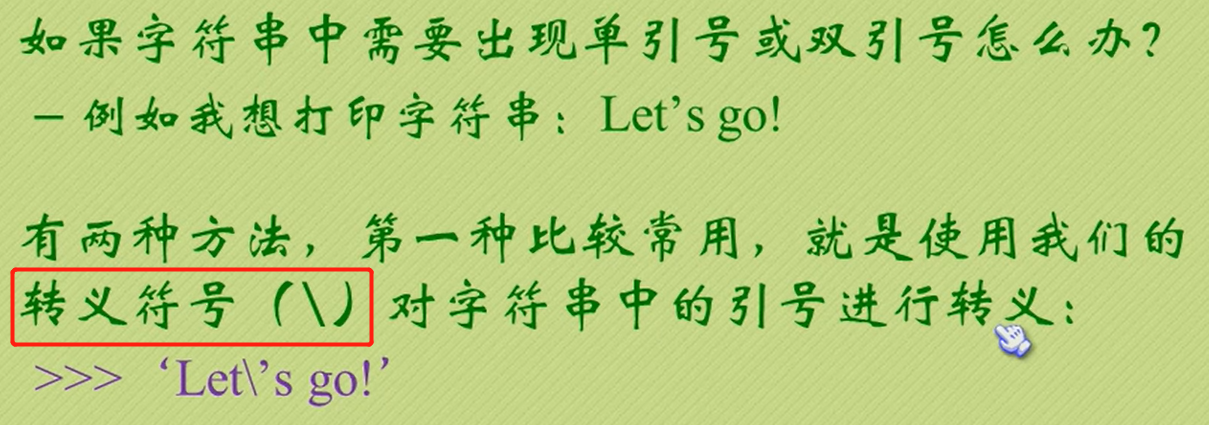 如果字符串中需要出现单引号或双引号怎么办？
– 例如我想打印字符串：Let’s go!
有两种方法，第一种比较常用，就是使用我们的
转义符号（\）对字符串中的引号进行转义：
>>> ‘Let\’s go!’